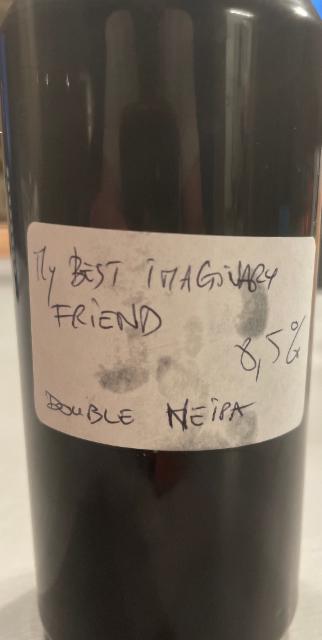 My BEST iMAGiNARY
FRiEND
8,5%
DOUBLE NEiPA